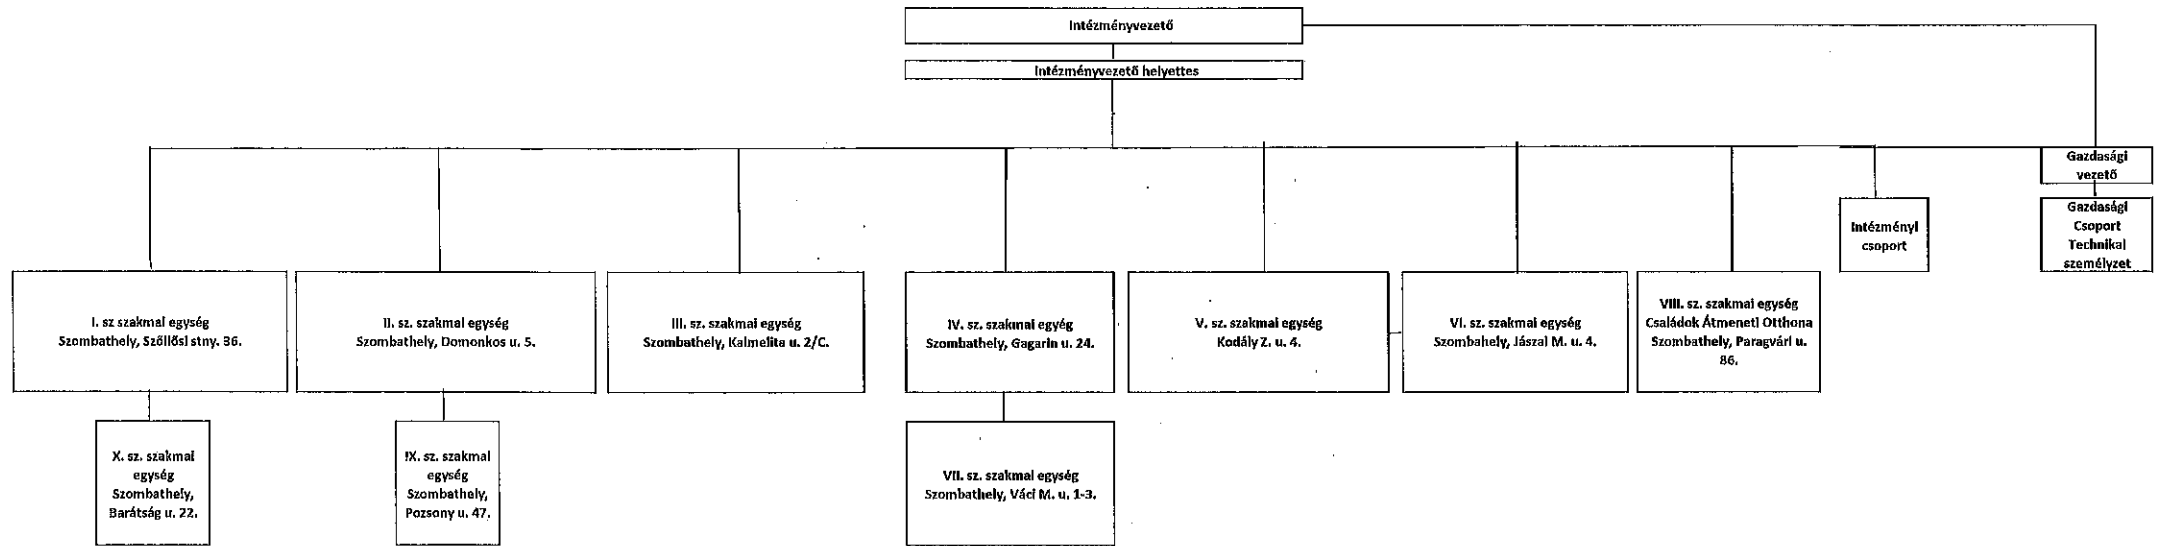 Intézményvezető
Intézményvezető helyettes
Gazdasági
vezető
Intézményi
csoport
Gazdasági
Csoport
Technikai
személyzet
I. sz szakmai egység
Szombathely, Szőllősi stny. 36.
II. sz. szakmai egység
Szombathely, Domonkos u. 5.
III. sz. szakmai egység
Szombathely, Kalmelita u. 2/C.
IV. sz. szakmai egyég
Szombathely, Gagarin u. 24.
V. sz. szakmai egység
Kodály Z. u. 4.
VI. sz. szakmai egység
Szombahely, Jászai M. u. 4.
VIII. sz. szakmai egység
Családok Átmeneti Otthona
Szombathely, Paragvári u.
86.
X. sz. szakmai
egység
Szombathely,
Barátság u. 22.
IX. sz. szakmai
egység
Szombathely,
Pozsony u. 47.
VII. sz. szakmai egység
Szombathely, Váci M. u. 1-3.